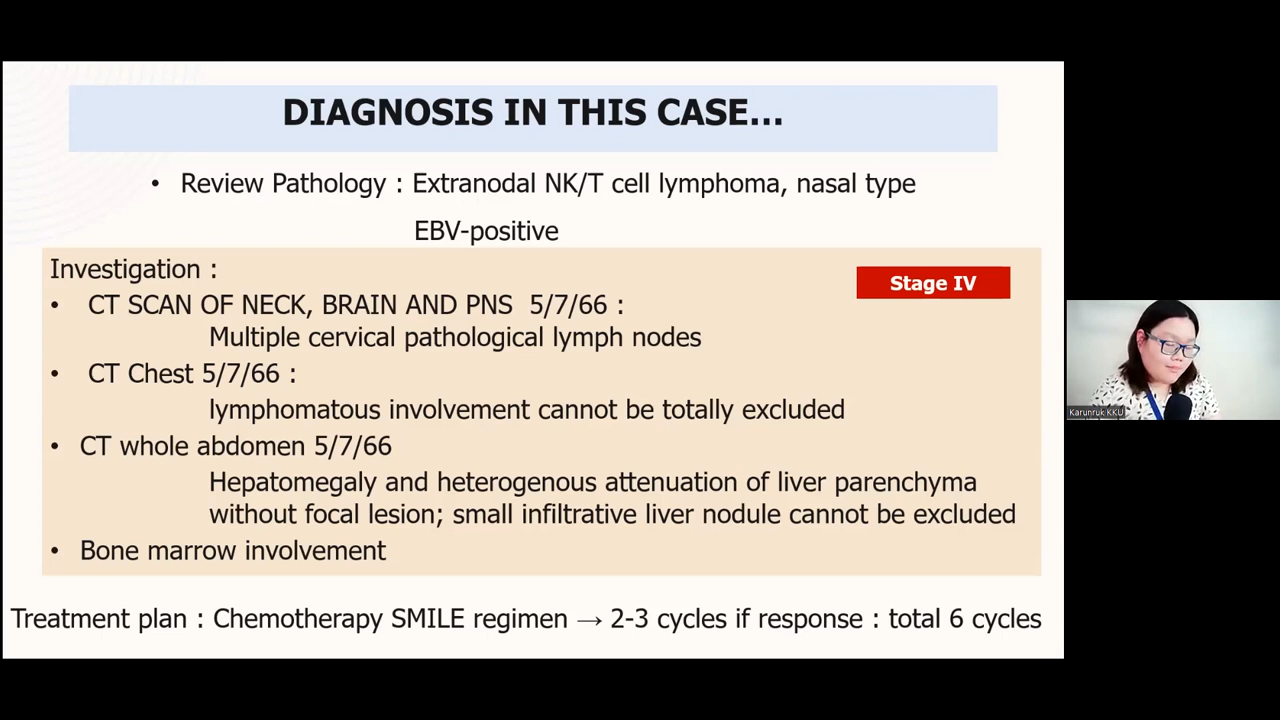 DIAGNOSIS IN THIS CASE...
• Review Pathology : Extranodal NK/T cell lymphoma, nasal type
EBV-positive
Investigation :
Stage IV
• CT SCAN OF NECK, BRAIN AND PNS 5/7/66 :
Multiple cervical pathological lymph nodes
• CT Chest 5/7/66 :
lymphomatous involvement cannot be totally excluded
• CT whole abdomen 5/7/66
Hepatomegaly and heterogenous attenuation of liver parenchyma
without focal lesion; small infiltrative liver nodule cannot be excluded
• Bone marrow involvement
Treatment plan : Chemotherapy SMILE regimen → 2-3 cycles if response : total 6 cycles
Karunruk KKU